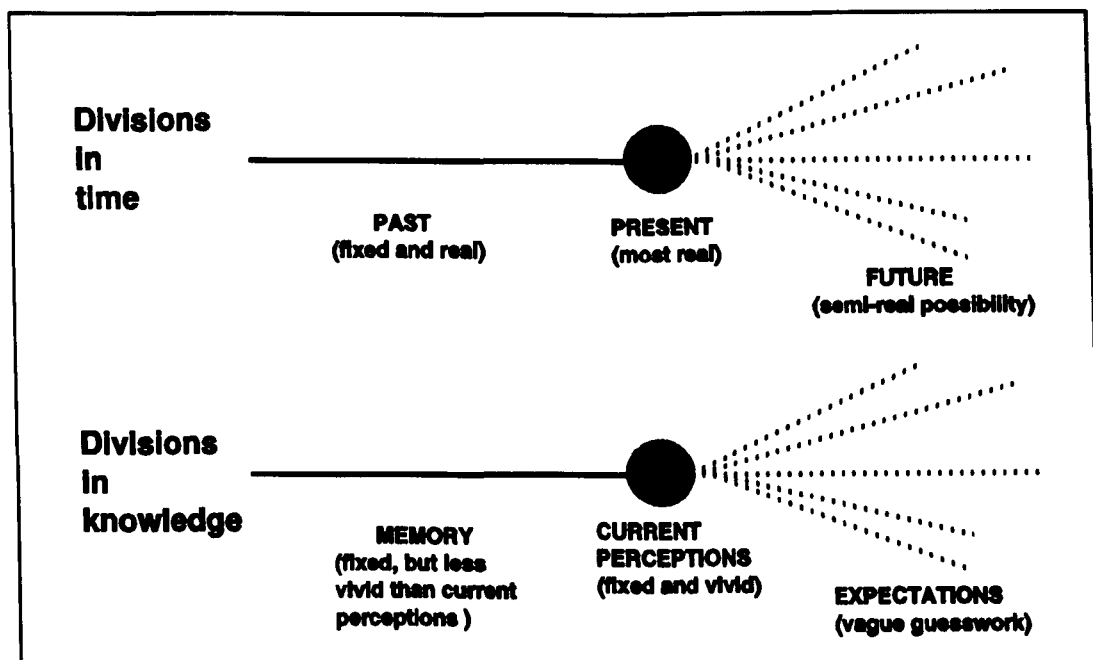 Divisions
in
time
PAST
(fixed and real)
PRESENT
(most real)
FUTURE
(semi-real possibility)
Divisions
in
knowledge
MEMORY
(fixed, but less
vivid than current
perceptions )
CURRENT
PERCEPTIONS
(fixed and vivid)
EXPECTATIONS
(vague guesswork)